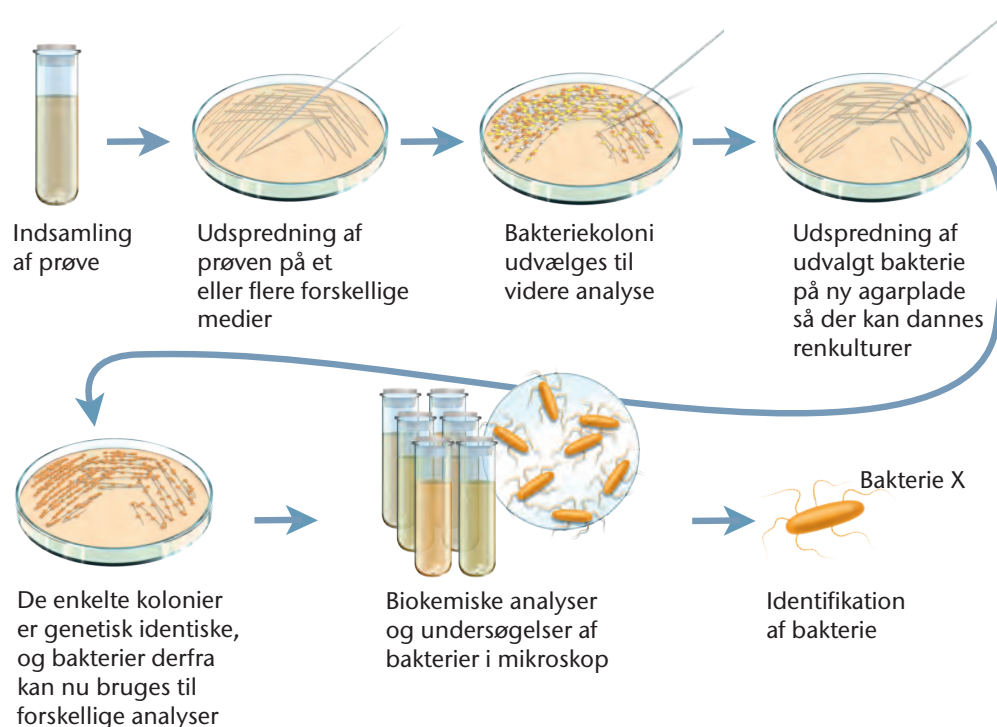 Indsamling
af prøve
Udspredning af
prøven på et
eller flere forskellige
medier
Bakteriekoloni
udvælges til
videre analyse
Udspredning af
udvalgt bakterie
på ny agarplade
så der kan dannes
renkulturer
De enkelte kolonier
er genetisk identiske,
og bakterier derfra
kan nu bruges til
forskellige analyser
Biokemiske analyser
og undersøgelser af
bakterier i mikroskop
Bakterie X
Identifikation
af bakterie